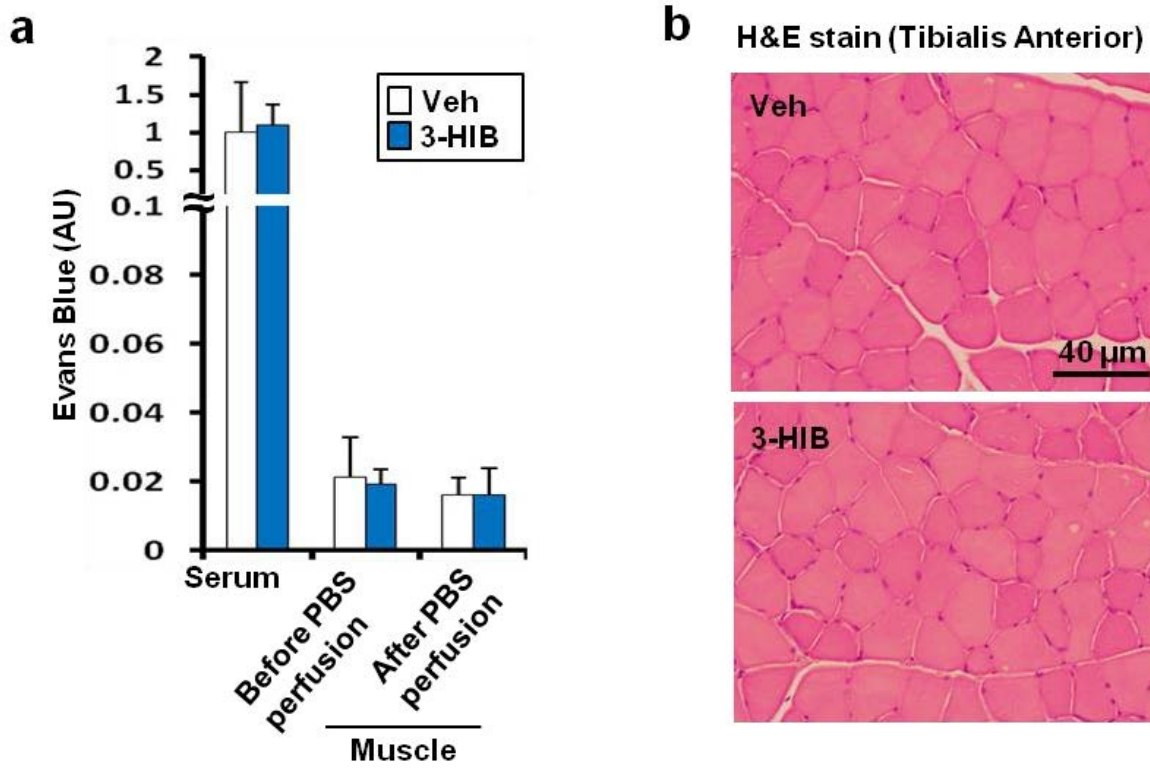 a
2
1.5
1
0.5
0.1
0.08
0.06
0.04
0.02
0
Evans Blue (AU)
Veh
3-HIB
Serum
Before PBS
perfusion
After PBS
perfusion
Muscle
b
H&E stain (Tibialis Anterior)
Veh
40 µm
3-HIB